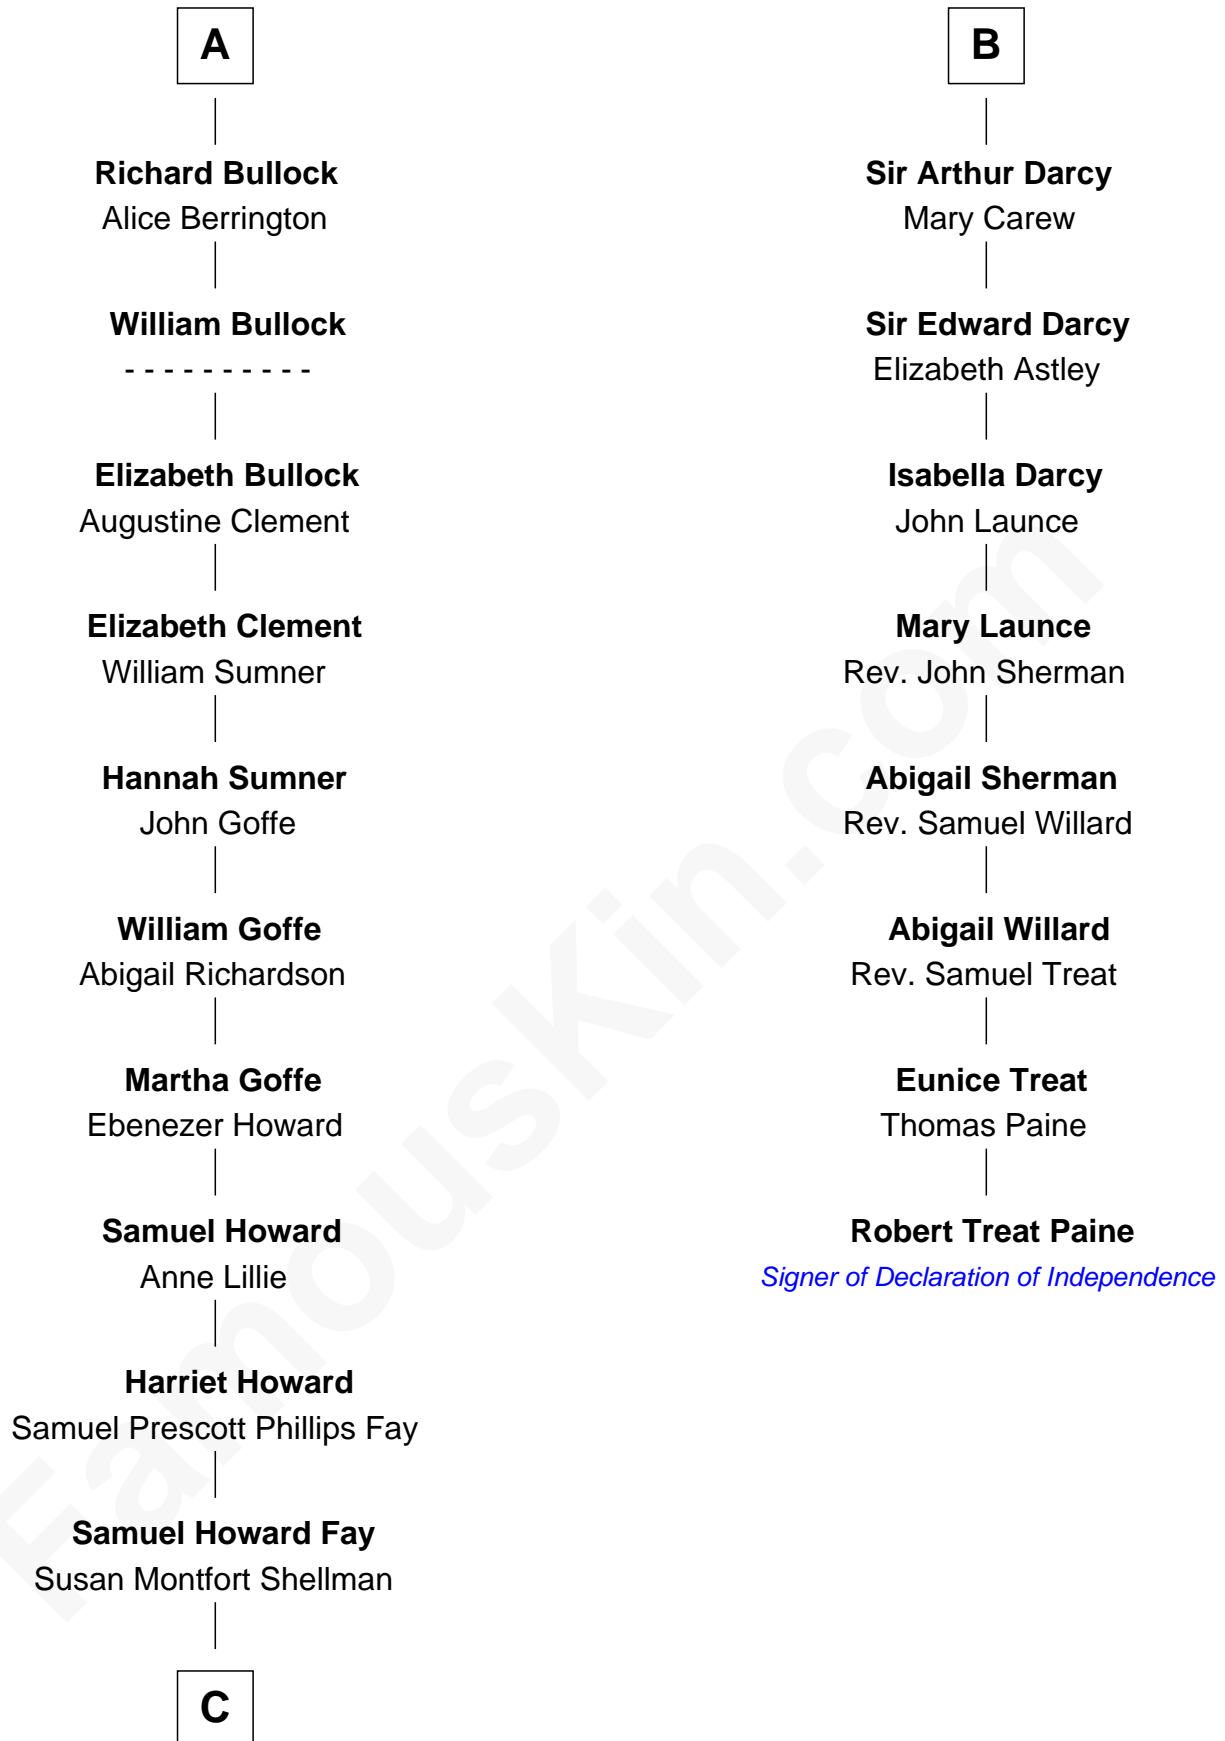 A
Richard Bullock
Alice Berrington
William Bullock
- - - - - - - - - -
Elizabeth Bullock
Augustine Clement
Elizabeth Clement
William Sumner
Hannah Sumner
John Goffe
William Goffe
Abigail Richardson
Martha Goffe
Ebenezer Howard
Samuel Howard
Anne Lillie
Harriet Howard
Samuel Prescott Phillips Fay
Samuel Howard Fay
Susan Montfort Shellman
C
B
Sir Arthur Darcy
Mary Carew
Sir Edward Darcy
Elizabeth Astley
Isabella Darcy
John Launce
Mary Launce
Rev. John Sherman
Abigail Sherman
Rev. Samuel Willard
Abigail Willard
Rev. Samuel Treat
Eunice Treat
Thomas Paine
Robert Treat Paine
Signer of Declaration of Independence
FamousKin.com